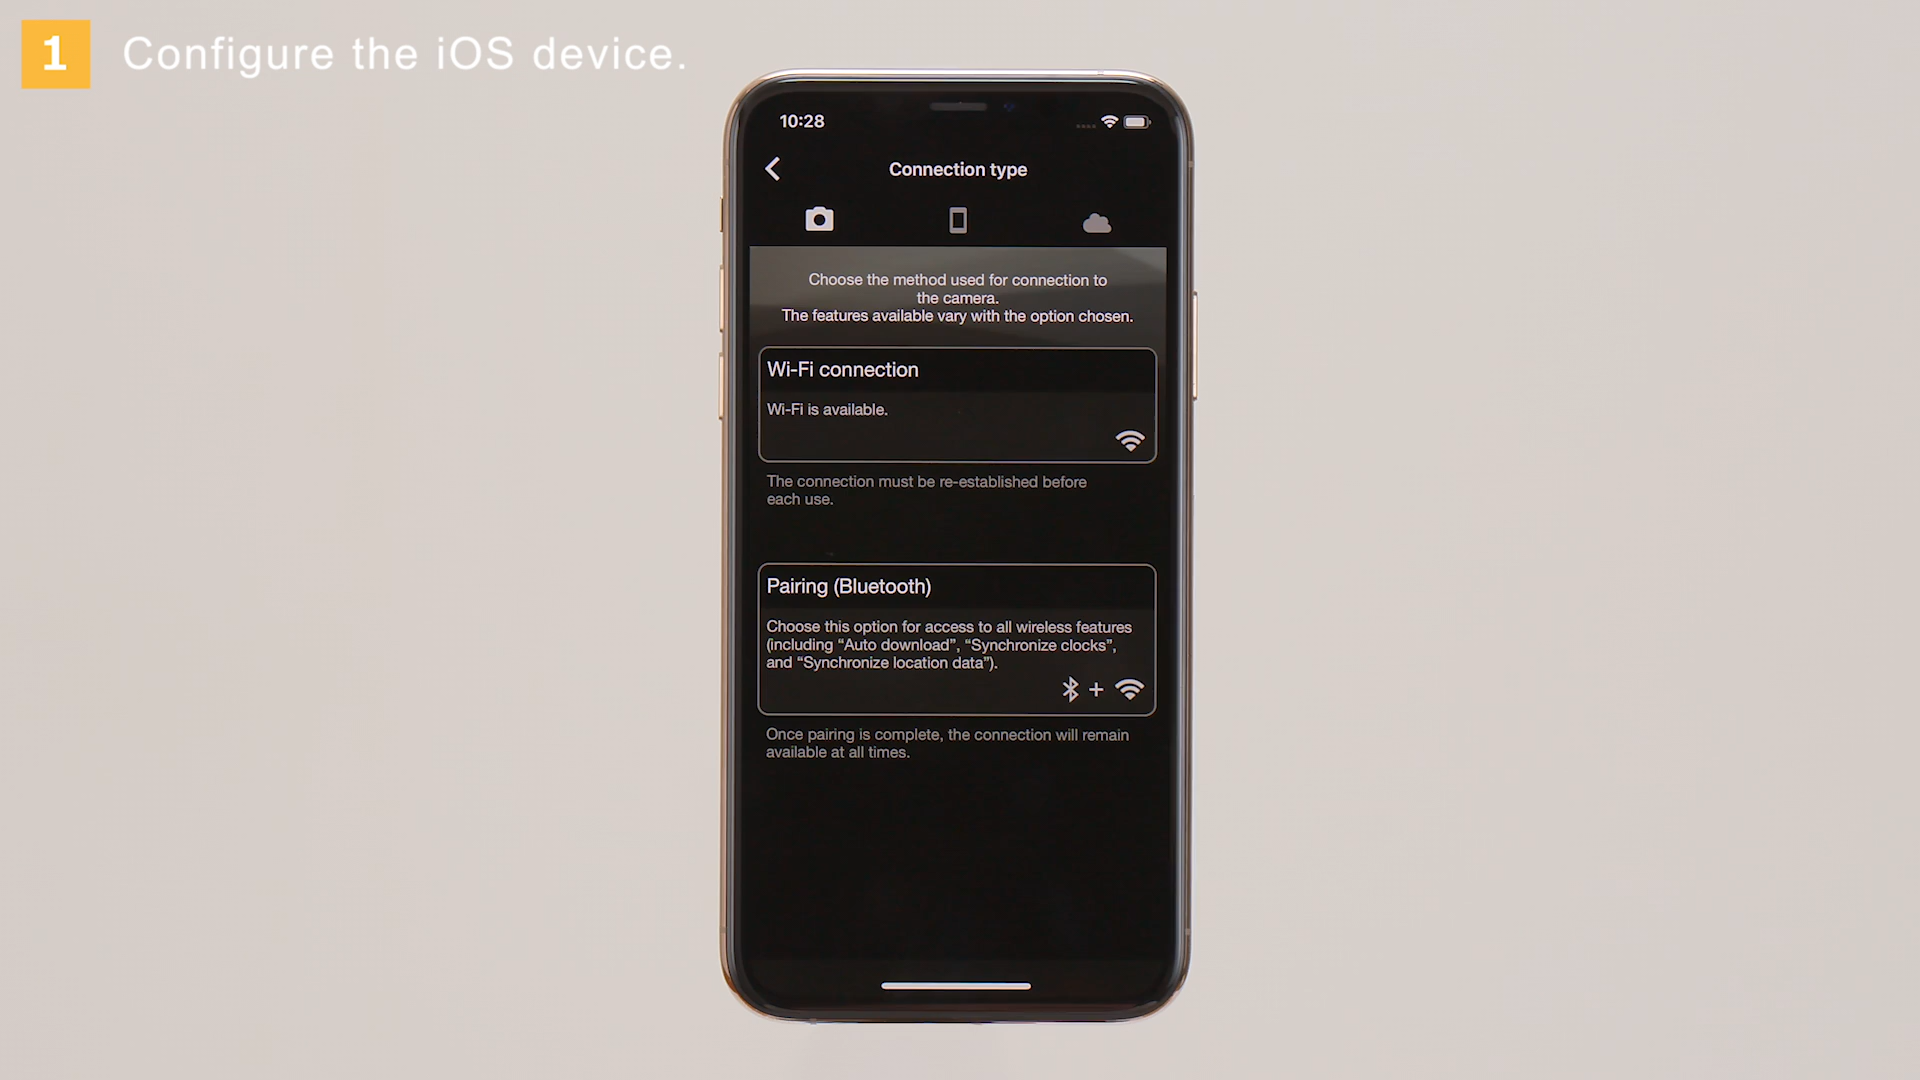 1 Configure the iOS device.
10:28
Connection type
Choose the method used for connection to
the camera.
The features available vary with the option chosen.
Wi-Fi connection
Wi-Fi is available.
The connection must be re-established before
each use.
Pairing (Bluetooth)
Choose this option for access to all wireless features
(including “Auto download”, “Synchronize clocks”,
and “Synchronize location data”).
+
Once pairing is complete, the connection will remain
available at all times.